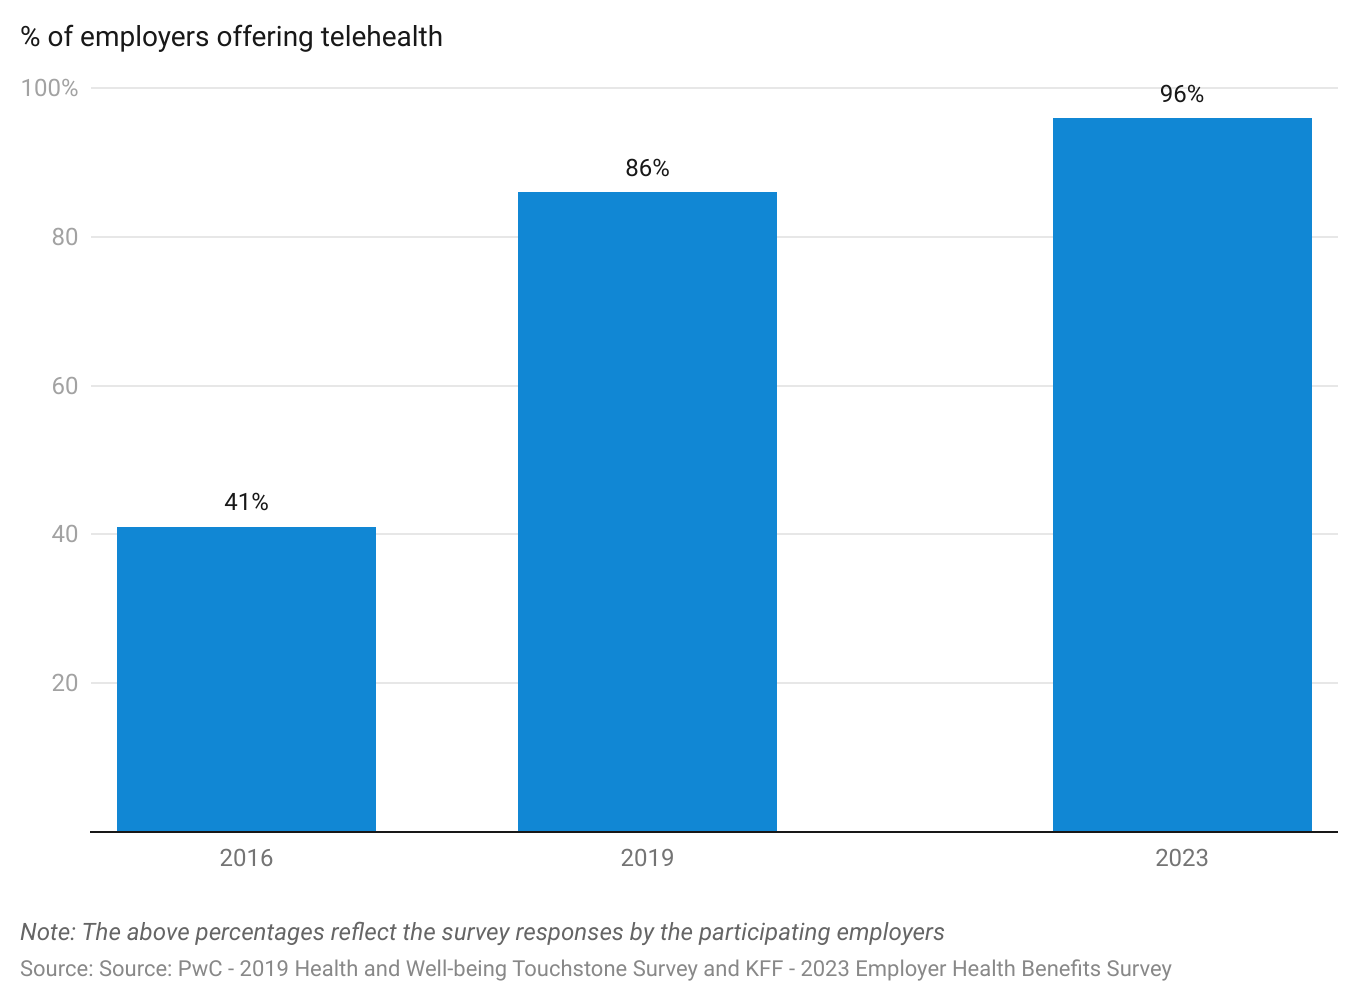 % of employers offering telehealth
100%
96%
86%
80
60
41%
40
20
2016 2019 2023
Note: The above percentages reflect the survey responses by the participating employers
Source: Source: PwC - 2019 Health and Well-being Touchstone Survey and KFF - 2023 Employer Health Benefits Survey